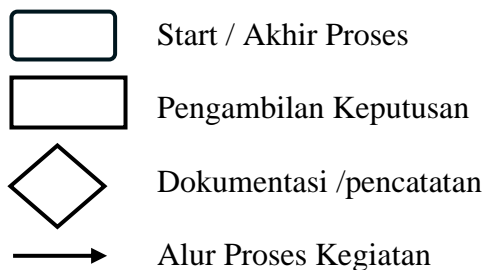 Start / Akhir Proses
Pengambilan Keputusan
Dokumentasi /pencatatan
Alur Proses Kegiatan